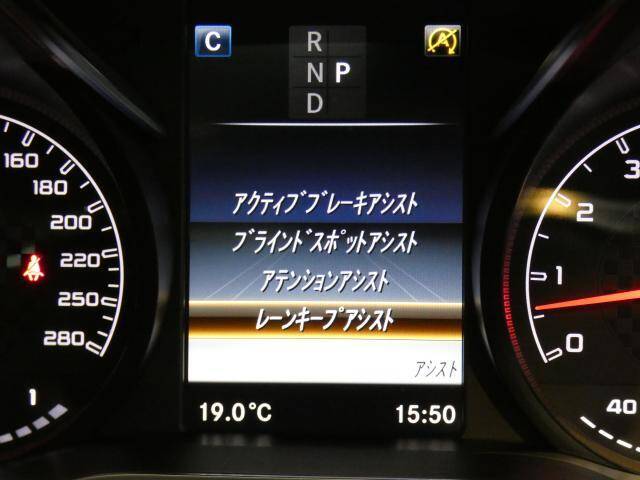 C
R
N P
D
A
アクティブブレーキアシスト
ブラインドスポットアシスト
アテンションアシスト
レーンキープアシスト
アシスト
19.0°C
15:50
160
180
200
220
250
280
1
3
2
1
0
40